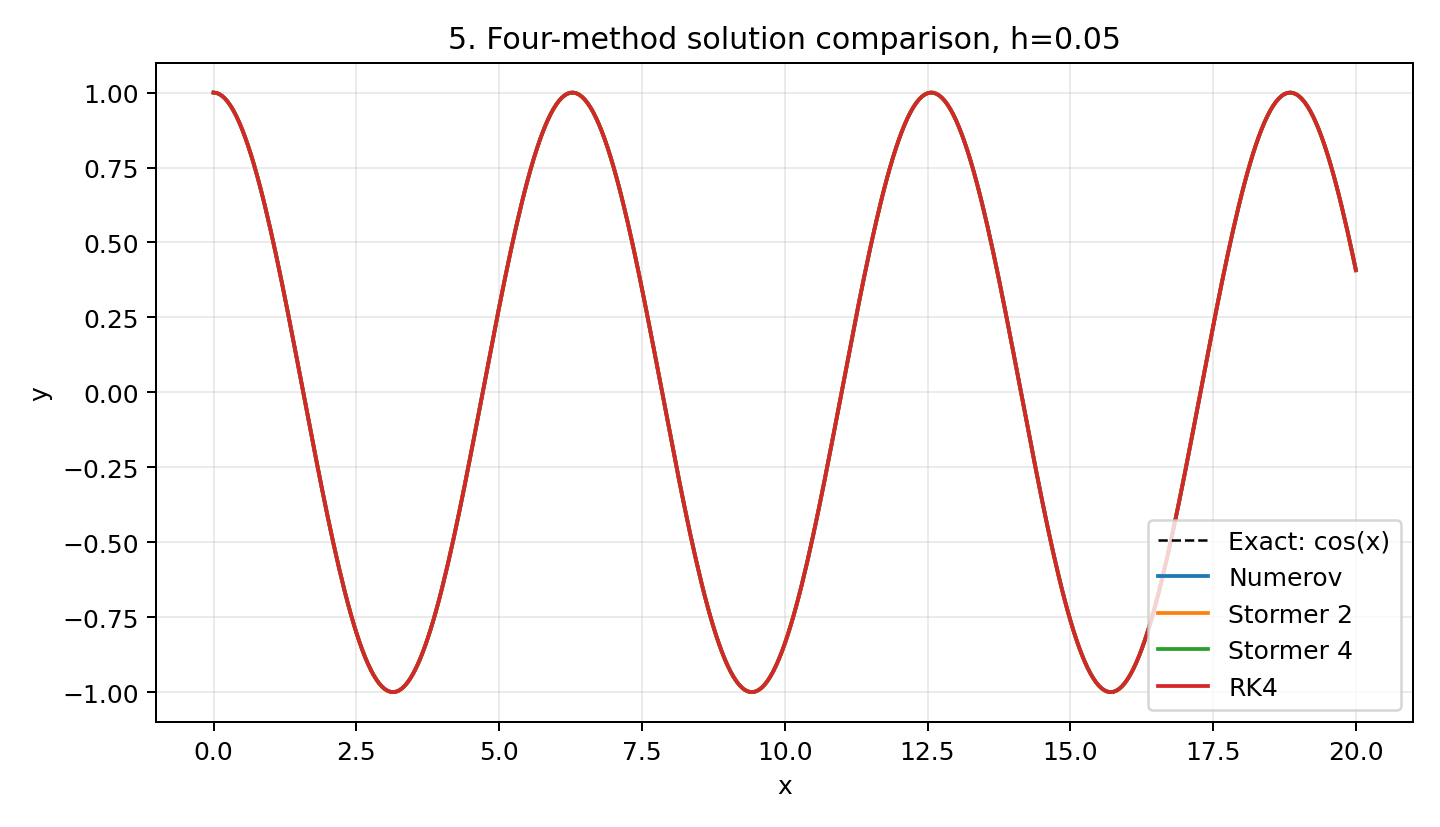 5. Four-method solution comparison, h=0.05
1.00
0.75
0.50
0.25
0.00
−0.25
−0.50
−0.75
−1.00
y
Exact: cos(x)
Numerov
Stormer 2
Stormer 4
RK4
0.0 2.5 5.0 7.5 10.0 12.5 15.0 17.5 20.0
x